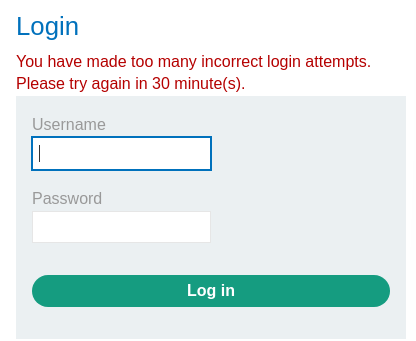 Login
You have made too many incorrect login attempts.
Please try again in 30 minute(s).
Username
Password
Log in